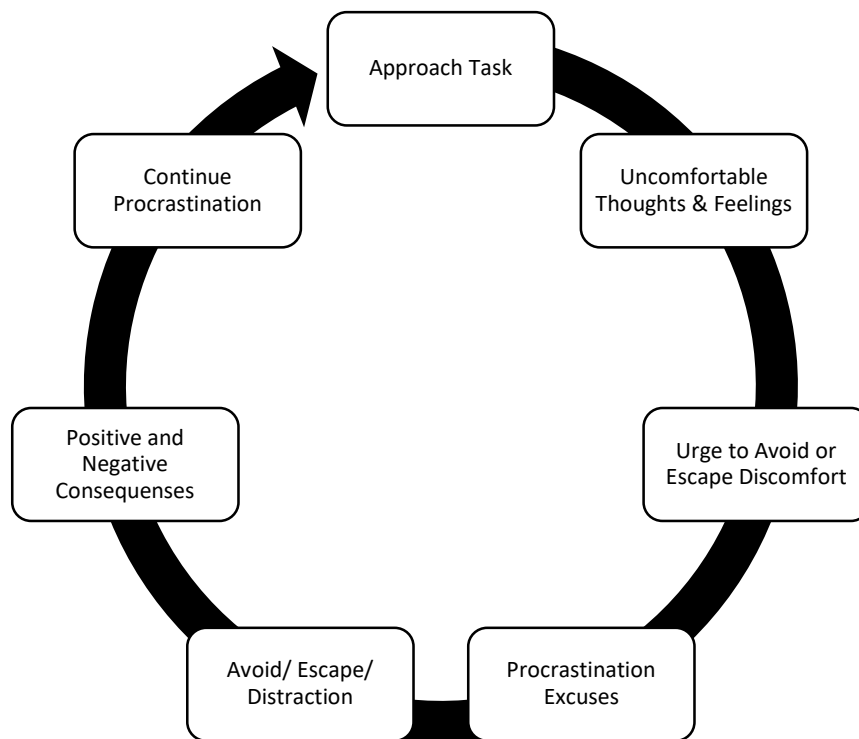 Approach Task
Uncomfortable
Thoughts & Feelings
Urge to Avoid or
Escape Discomfort
Procrastination
Excuses
Avoid/ Escape/
Distraction
Positive and
Negative
Consequenses
Continue
Procrastination